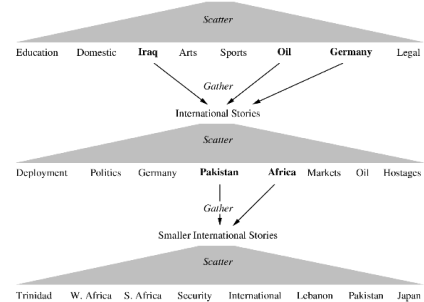 Scatter
Education Domestic Iraq Arts Sports Oil Germany Legal
Gather
International Stories
Scatter
Deployment Politics Germany Pakistan Africa Markets Oil Hostages
Gather
Smaller International Stories
Scatter
Trinidad W. Africa S. Africa Security International Lebanon Pakistan Japan